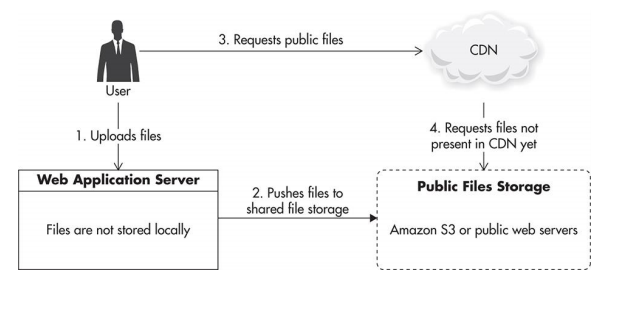 3. Requests public files
CDN
User
1. Uploads files
4. Requests files not
present in CDN yet
Web Application Server
2. Pushes files to
shared file storage
Public Files Storage
Files are not stored locally
Amazon S3 or public web servers